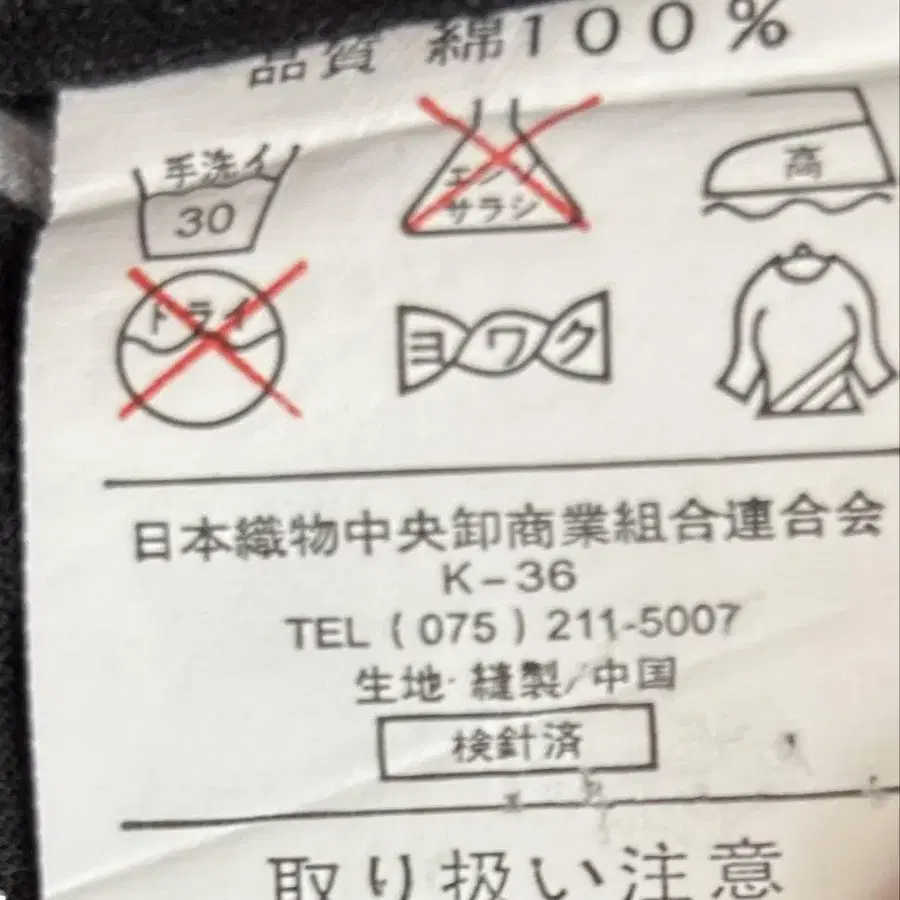 品質 綿100%
手洗イ
30
エンソ
サラシ
高
ドライ
ヨワク
日本織物中央卸商業組合連合会
K-36
TEL(075)211-5007
生地・縫製/中国
検針済
取り扱い注意